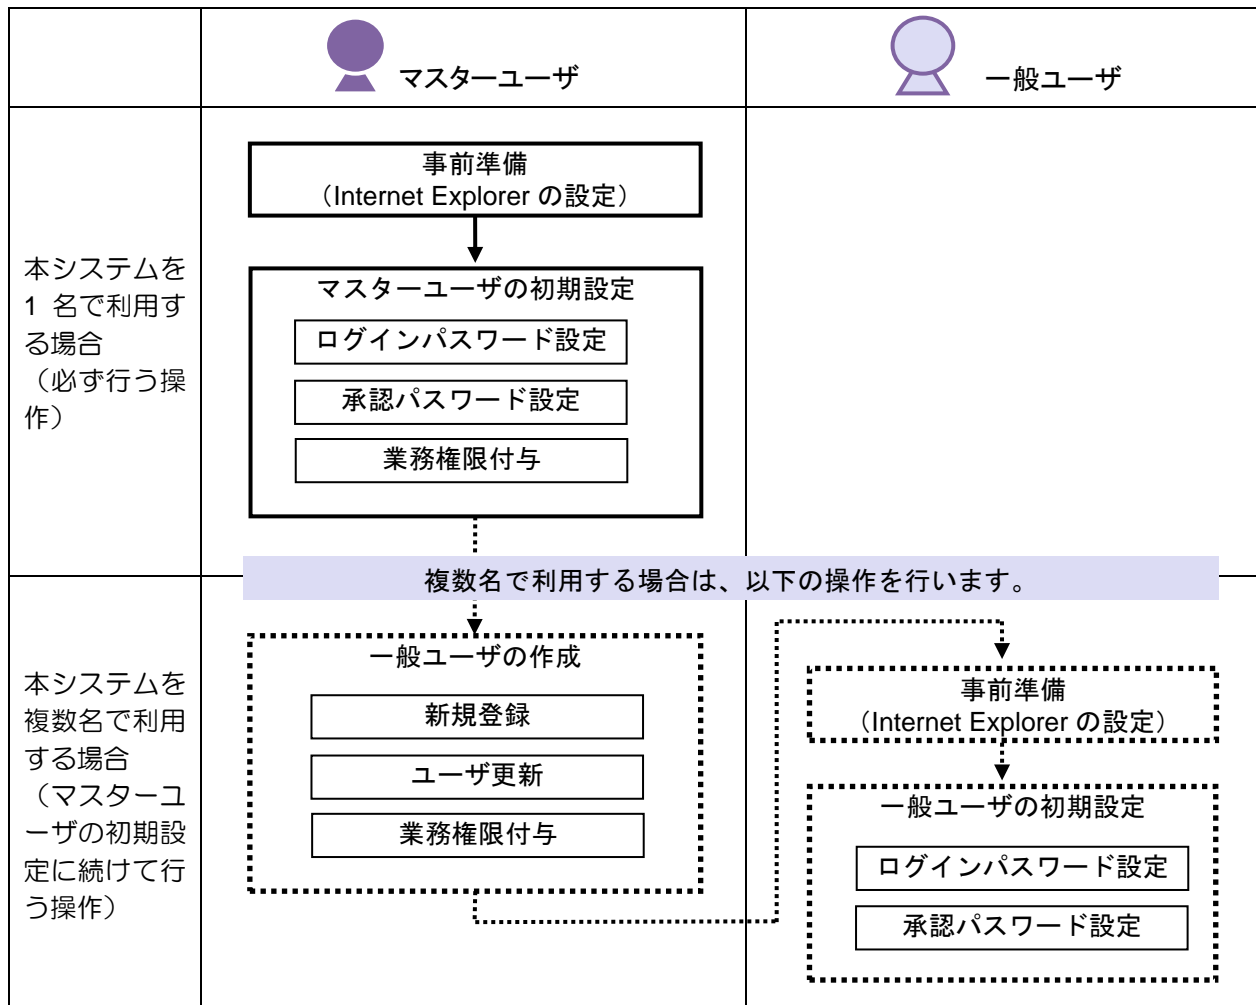 マスターユーザ
一般ユーザ
本システムを
1 名で利用す
る場合
（必ず行う操
作）
事前準備
（Internet Explorer の設定）
マスターユーザの初期設定
ログインパスワード設定
承認パスワード設定
業務権限付与
複数名で利用する場合は、以下の操作を行います。
本システムを
複数名で利用
する場合
（マスターユ
ーザの初期設
定に続けて行
う操作）
一般ユーザの作成
新規登録
ユーザ更新
業務権限付与
事前準備
（Internet Explorer の設定）
一般ユーザの初期設定
ログインパスワード設定
承認パスワード設定